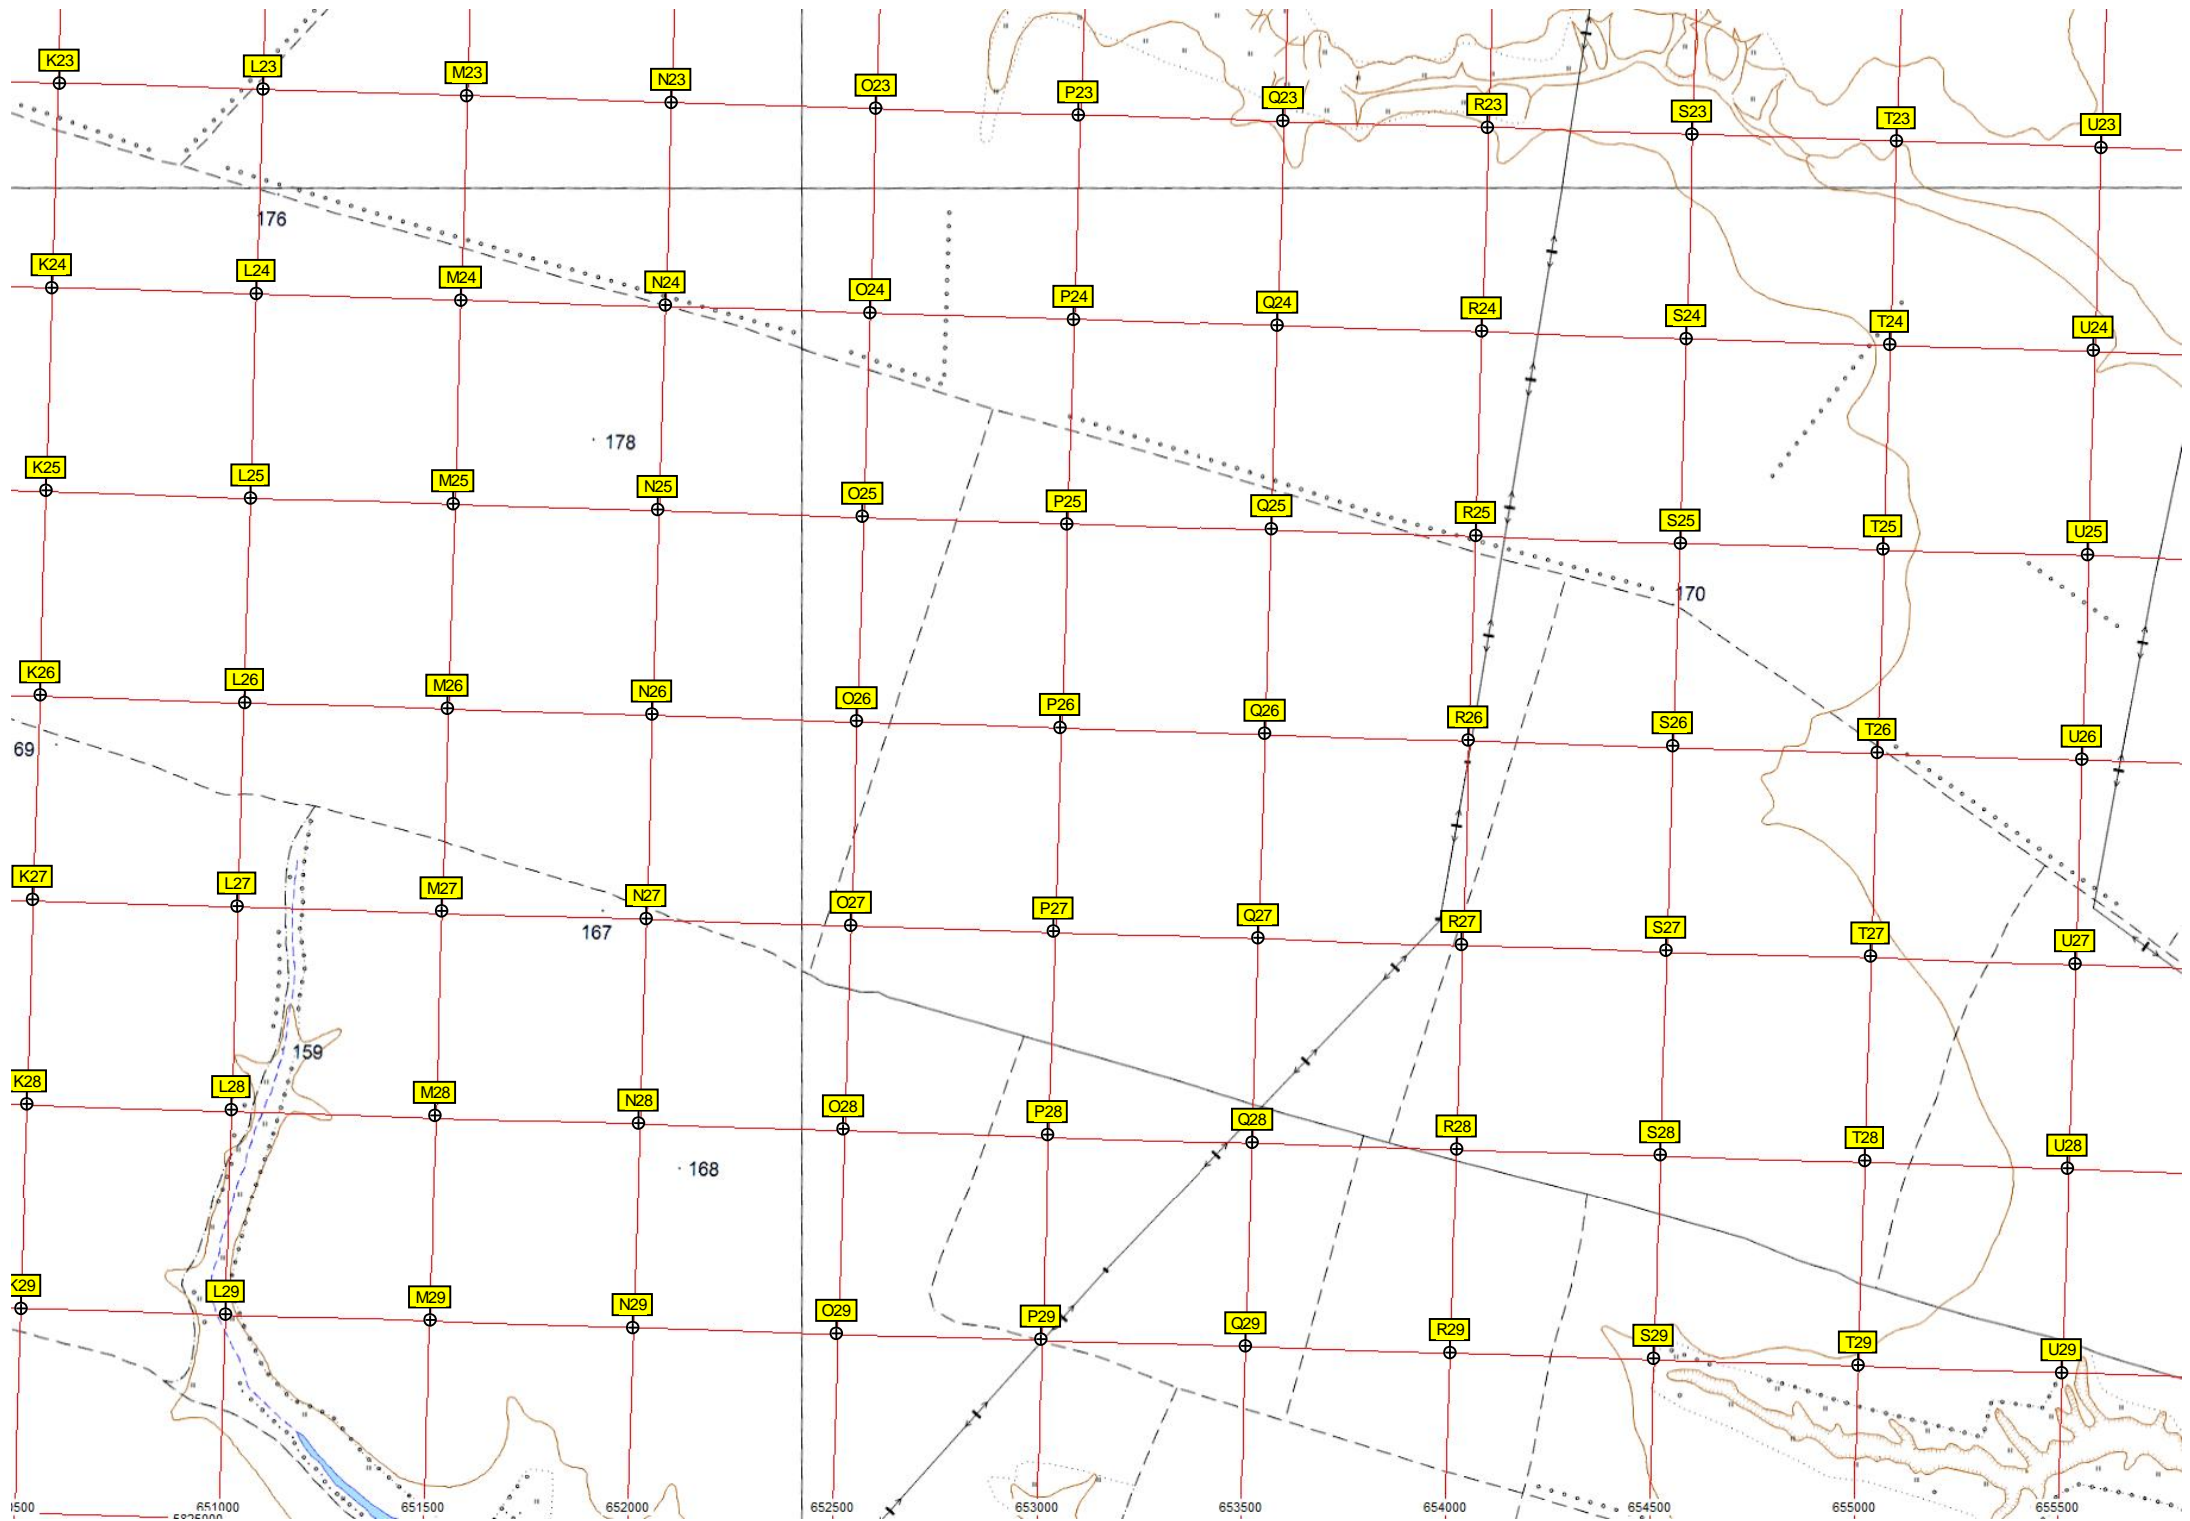 K23 L23 M23 N23 O23 P23 Q23 R23 S23 T23 U23
176
K24 L24 M24 N24 O24 P24 Q24 R24 S24 T24 U24
178
K25 L25 M25 N25 O25 P25 Q25 R25 S25 T25 U25
170
K26 L26 M26 N26 O26 P26 Q26 R26 S26 T26 U26
69
K27 L27 M27 N27 O27 P27 Q27 R27 S27 T27 U27
167
159
K28 L28 M28 N28 O28 P28 Q28 R28 S28 T28 U28
168
K29 L29 M29 N29 O29 P29 Q29 R29 S29 T29 U29
651000 651500 652000 652500 653000 653500 654000 654500 655000 655500